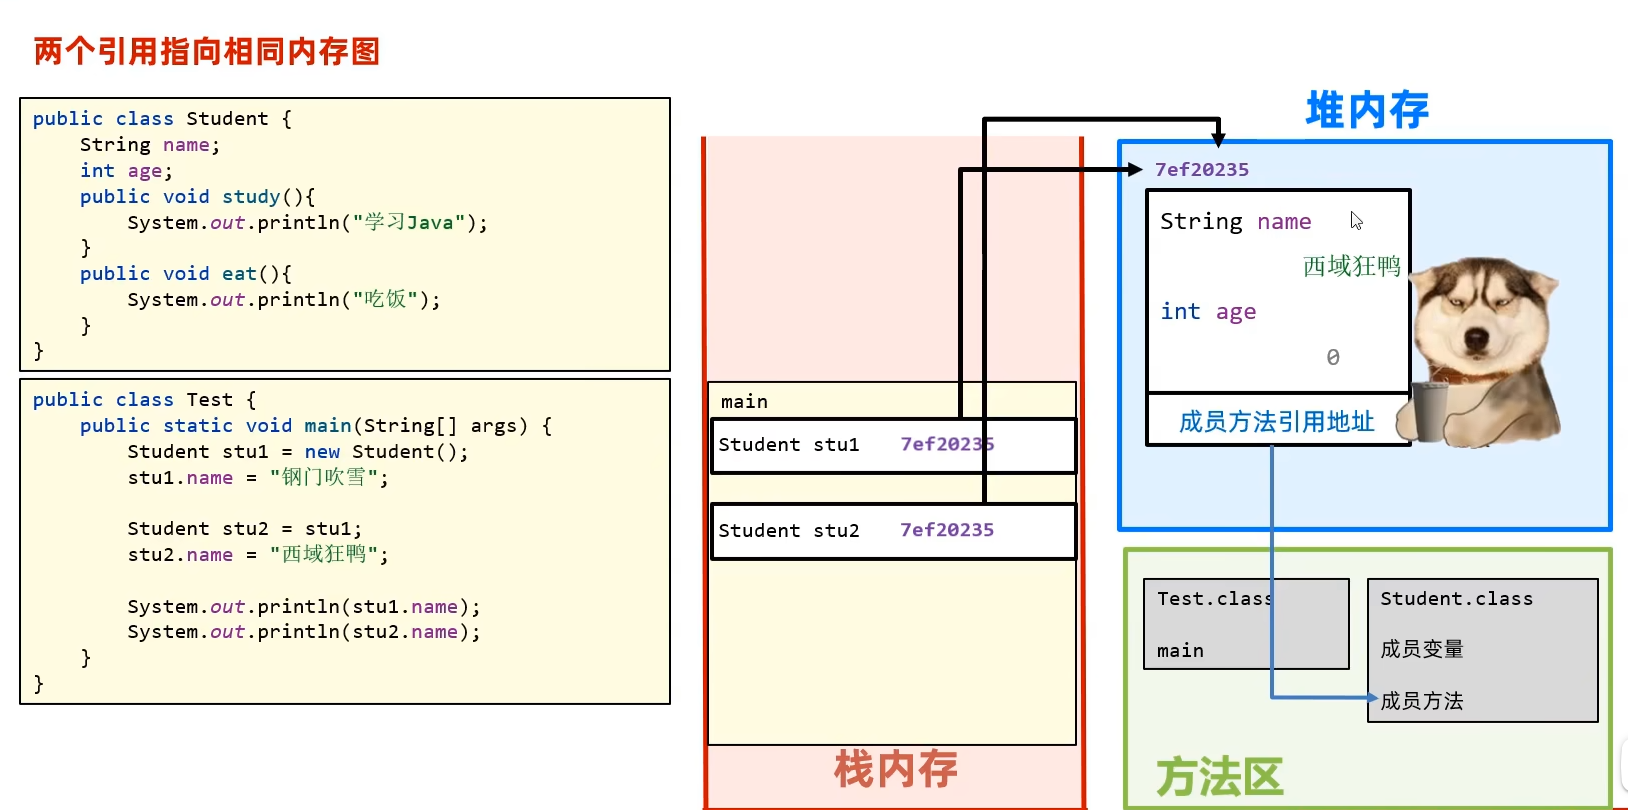 两个引用指向相同内存图
public class Student {
String name;
int age;
public void study(){
System.out.println("学习Java");
}
public void eat(){
System.out.println("吃饭");
}
}
public class Test {
public static void main(String[] args) {
Student stu1 = new Student();
stu1.name = "钢门吹雪";
Student stu2 = stu1;
stu2.name = "西域狂鸭";
System.out.println(stu1.name);
System.out.println(stu2.name);
}
}
main
Student stu1 7ef20235
Student stu2 7ef20235
栈内存
堆内存
7ef20235
String name
西域狂鸭
int age
0
成员方法引用地址
Test.class
main
Student.class
成员变量
成员方法
方法区